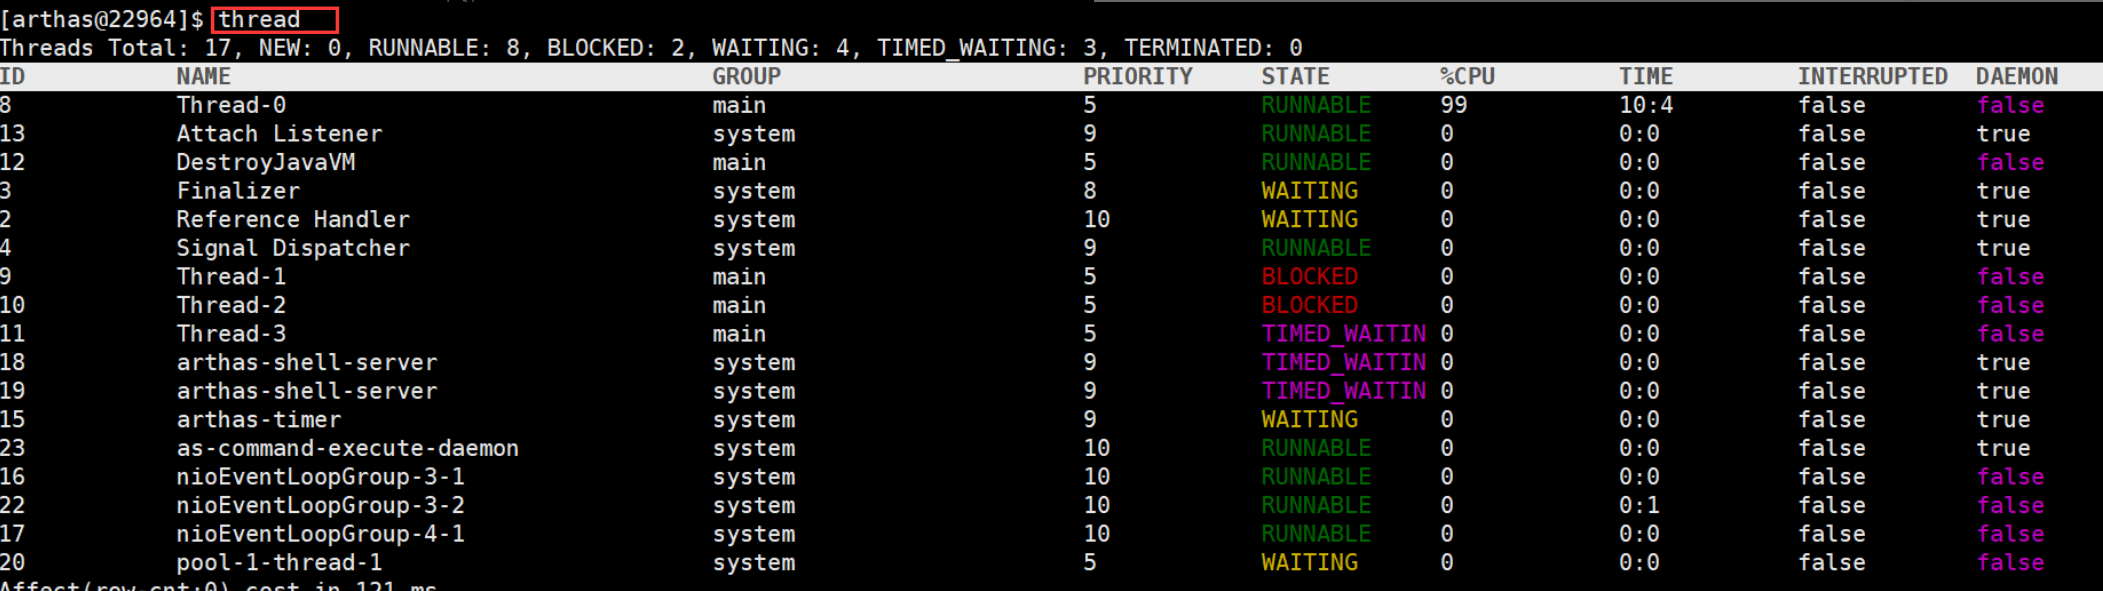 [arthas@22964]$ thread
Threads Total: 17, NEW: 0, RUNNABLE: 8, BLOCKED: 2, WAITING: 4, TIMED_WAITING: 3, TERMINATED: 0
ID NAME GROUP PRIORITY STATE %CPU TIME INTERRUPTED DAEMON
8 Thread-0 main 5 RUNNABLE 99 10:4 false false
13 Attach Listener system 9 RUNNABLE 0 0:0 false true
12 DestroyJavaVM main 5 RUNNABLE 0 0:0 false false
3 Finalizer system 8 WAITING 0 0:0 false true
2 Reference Handler system 10 WAITING 0 0:0 false true
4 Signal Dispatcher system 9 RUNNABLE 0 0:0 false true
9 Thread-1 main 5 BLOCKED 0 0:0 false false
10 Thread-2 main 5 BLOCKED 0 0:0 false false
11 Thread-3 main 5 TIMED_WAITIN 0 0:0 false false
18 arthas-shell-server system 9 TIMED_WAITIN 0 0:0 false true
19 arthas-shell-server system 9 TIMED_WAITIN 0 0:0 false true
15 arthas-timer system 9 WAITING 0 0:0 false true
23 as-command-execute-daemon system 10 RUNNABLE 0 0:0 false true
16 nioEventLoopGroup-3-1 system 10 RUNNABLE 0 0:0 false false
22 nioEventLoopGroup-3-2 system 10 RUNNABLE 0 0:1 false false
17 nioEventLoopGroup-4-1 system 10 RUNNABLE 0 0:0 false false
20 pool-1-thread-1 system 5 WAITING 0 0:0 false false
Affect(row-cnt:0) cost in 121 ms.